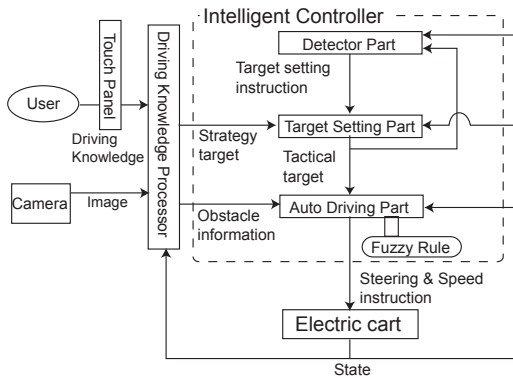 Intelligent Controller
Detector Part
Target setting
instruction
Touch Panel
Driving Knowledge Processor
User
Driving
Knowledge
Strategy
target
Target Setting Part
Tactical
target
Camera
Image
Obstacle
information
Auto Driving Part
Fuzzy Rule
Steering & Speed
instruction
Electric cart
State